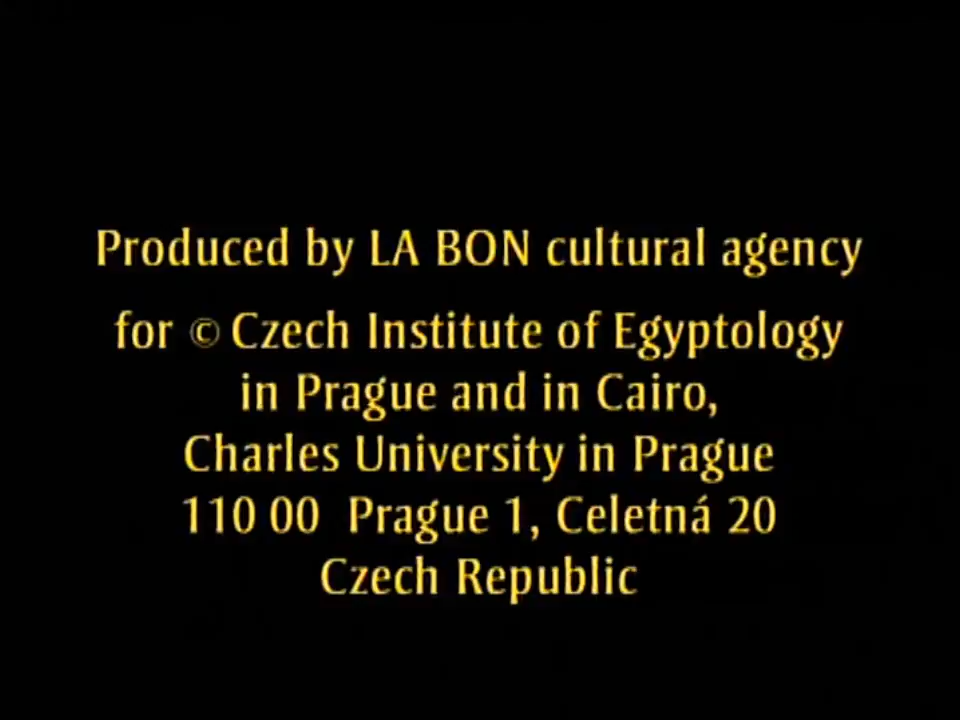 Produced by LA BON cultural agency
for © Czech Institute of Egyptology
in Prague and in Cairo,
Charles University in Prague
110 00 Prague 1, Celetná 20
Czech Republic